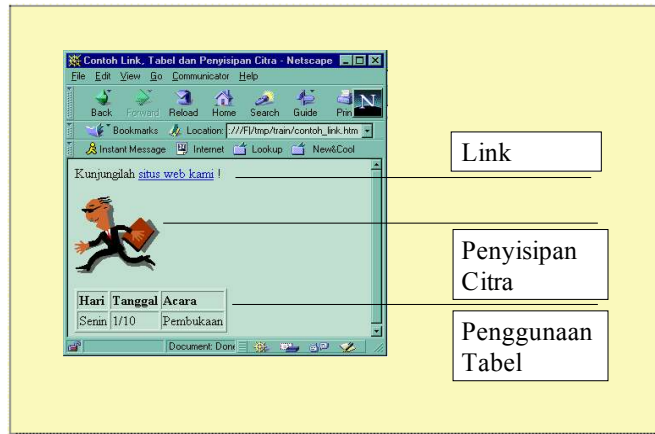 Contoh Link, Tabel dan Penyisipan Citra - Netscape
File Edit View Go Communicator Help
Back Forward Reload Home Search Guide Prin
Bookmarks Location: :///F|/tmp/train/contoh_link.htm
Instant Message Internet Lookup New&Cool
Kunjungilah situs web kami !
Hari Tanggal Acara
Senin 1/10 Pembukaan
Document: Done
Link
Penyisipan
Citra
Penggunaan
Tabel